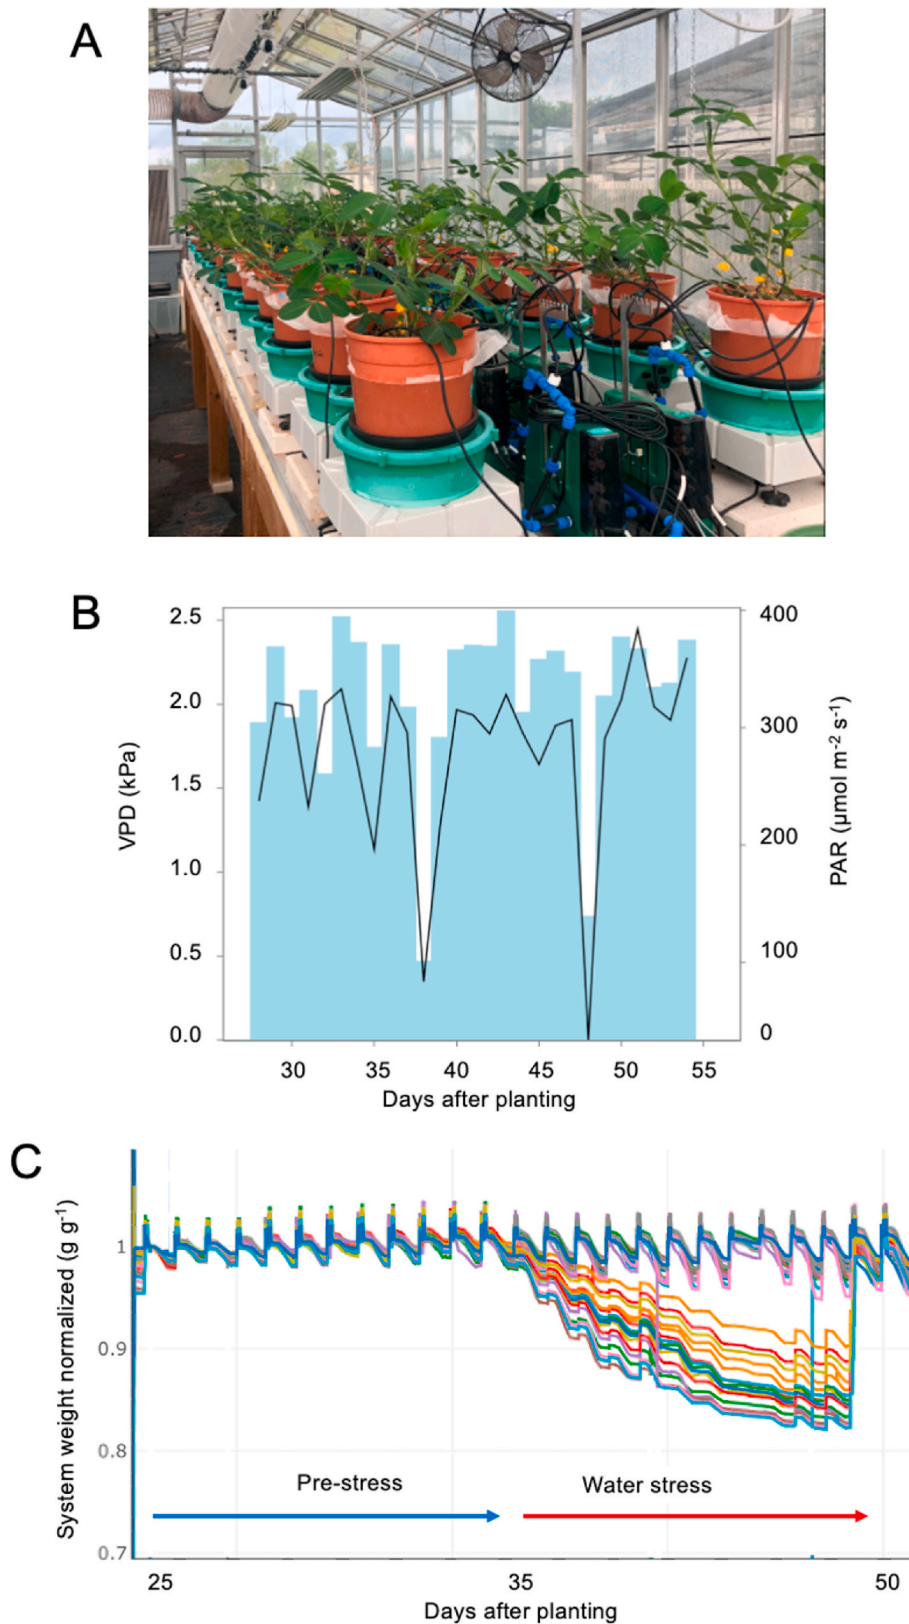 A
B
2.5
2.0
1.5
1.0
0.5
0.0
VPD (kPa)
400
300
200
100
0
PAR (µmol m⁻² s⁻¹)
30 35 40 45 50 55
Days after planting
C
System weight normalized (g g⁻¹)
1
0.9
0.8
0.7
Pre-stress
Water stress
25 35 50
Days after planting